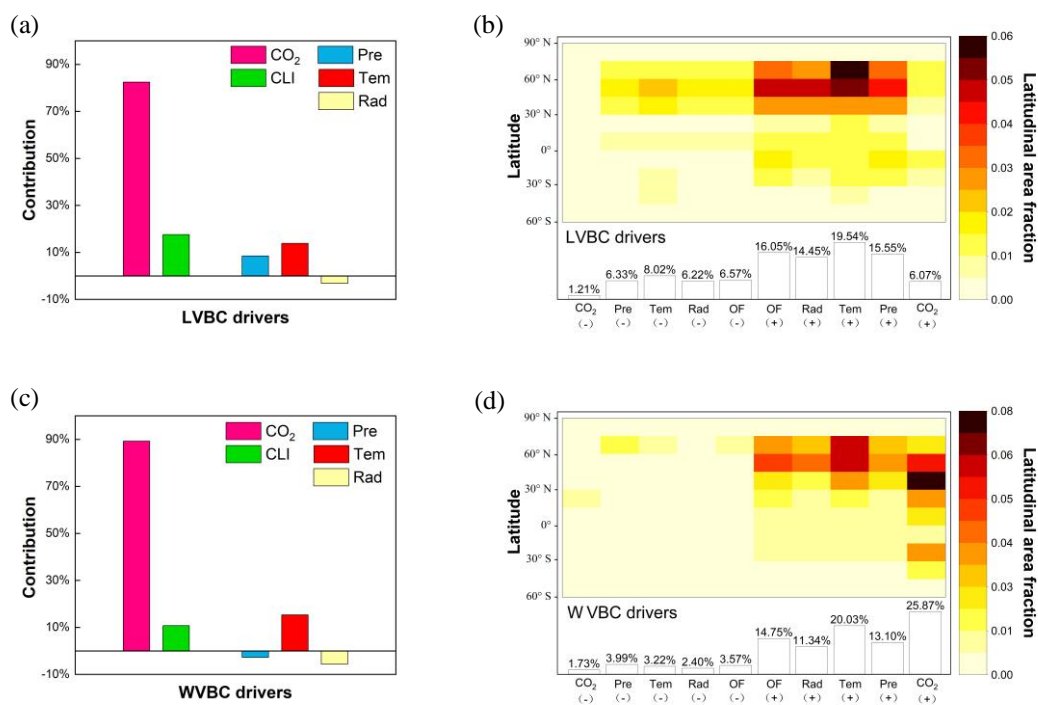 (a)
CO₂
CLI
Pre
Tem
Rad
90%
70%
50%
30%
10%
-10%
Contribution
LVBC drivers
(b)
90° N
60° N
30° N
0°
30° S
60° S
Latitude
LVBC drivers
1.21%
6.33%
8.02%
6.22%
6.57%
16.05%
14.45%
19.54%
15.55%
6.07%
CO₂ Pre Tem Rad OF OF Rad Tem Pre CO₂
(-) (-) (-) (-) (-) (+) (+) (+) (+) (+)
0.06
0.05
0.04
0.03
0.02
0.01
0.00
Latitudinal area fraction
(c)
CO₂
CLI
Pre
Tem
Rad
90%
70%
50%
30%
10%
-10%
Contribution
WVBC drivers
(d)
90° N
60° N
30° N
0°
30° S
60° S
Latitude
W VBC drivers
1.73%
3.99%
3.22%
2.40%
3.57%
14.75%
11.34%
20.03%
13.10%
25.87%
CO₂ Pre Tem Rad OF OF Rad Tem Pre CO₂
(-) (-) (-) (-) (-) (+) (+) (+) (+) (+)
0.08
0.06
0.05
0.04
0.03
0.02
0.01
0.00
Latitudinal area fraction